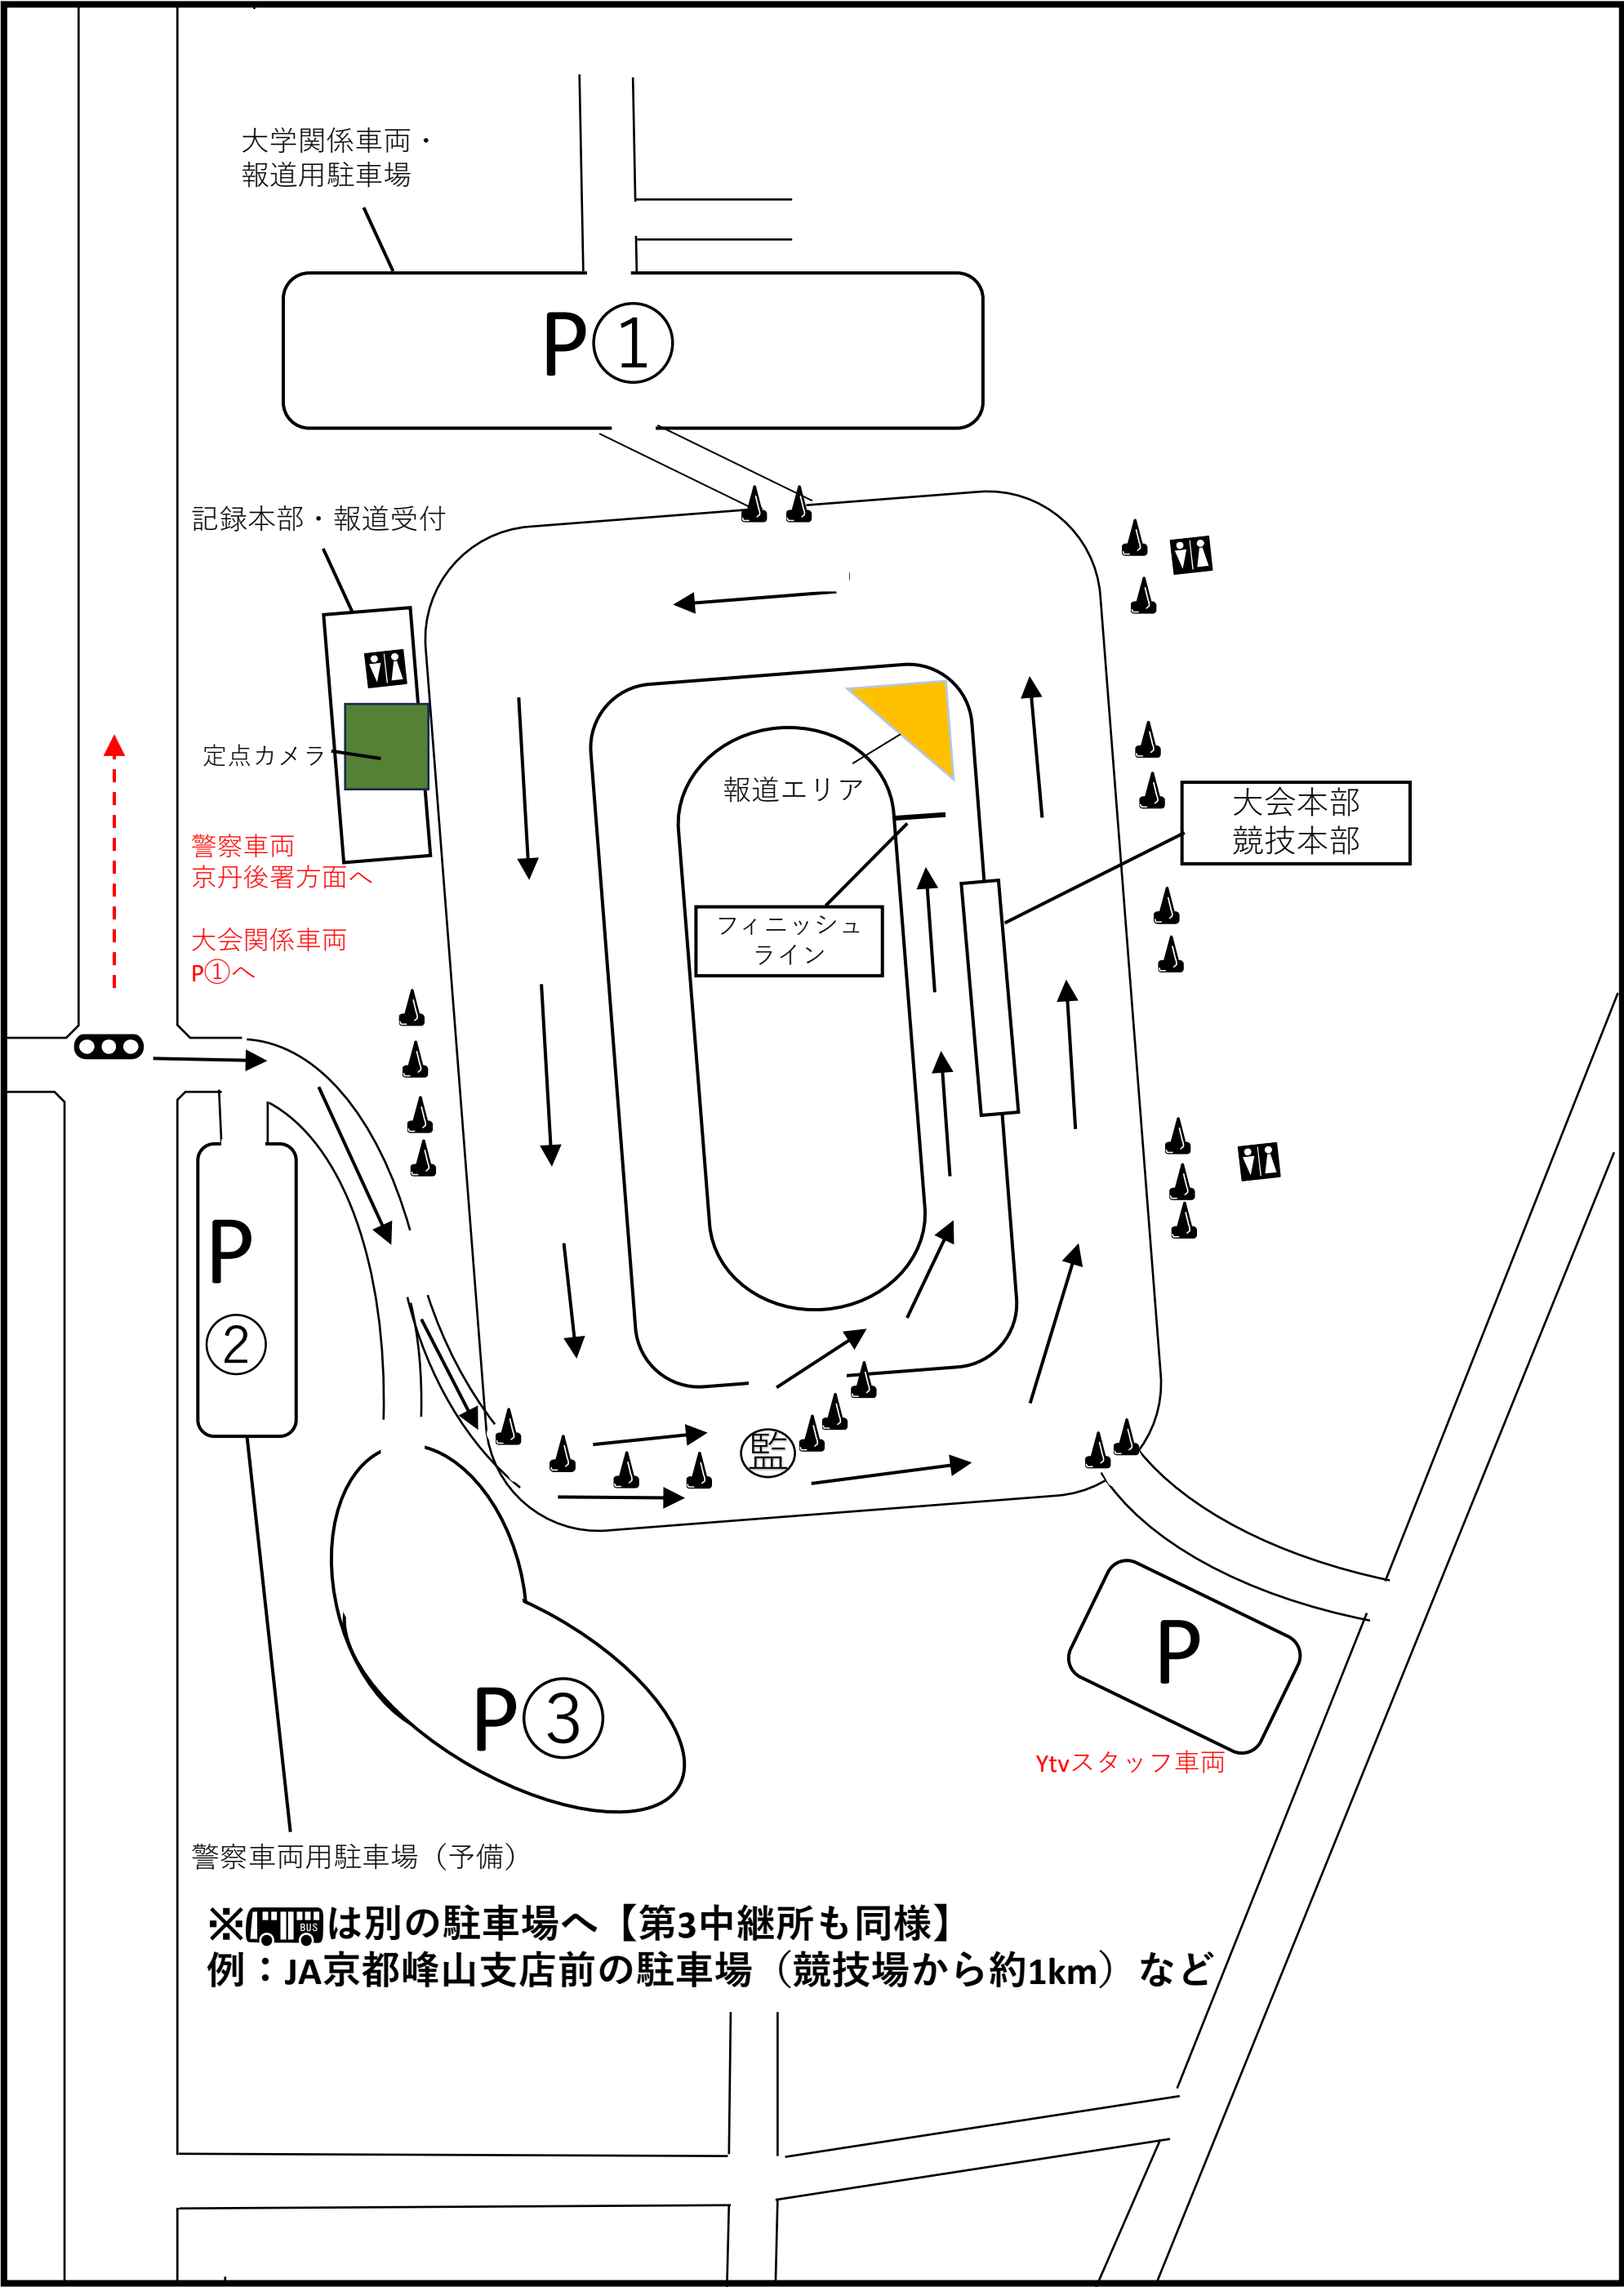 大学関係車両・
報道用駐車場
P①
記録本部・報道受付
定点カメラ
報道エリア
大会本部
競技本部
警察車両
京丹後署方面へ
フィニッシュ
ライン
大会関係車両
P①へ
P
②
監
P③
P
Ytvスタッフ車両
警察車両用駐車場（予備）
※BUSは別の駐車場へ【第3中継所も同様】
例：JA京都峰山支店前の駐車場（競技場から約1km）など